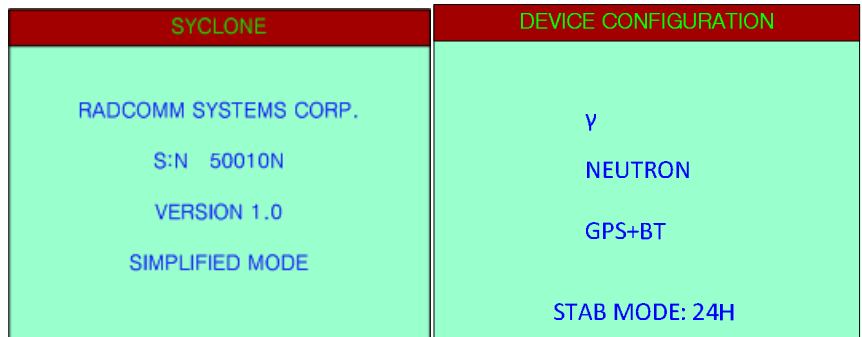 SYCLONE
RADCOMM SYSTEMS CORP.
S:N 50010N
VERSION 1.0
SIMPLIFIED MODE
DEVICE CONFIGURATION
γ
NEUTRON
GPS+BT
STAB MODE: 24H